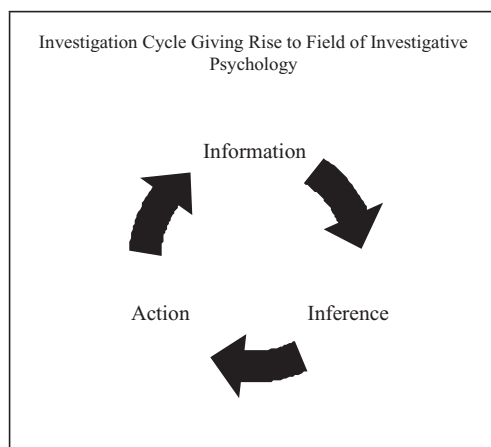 Investigation Cycle Giving Rise to Field of Investigative
Psychology
Information
Action
Inference